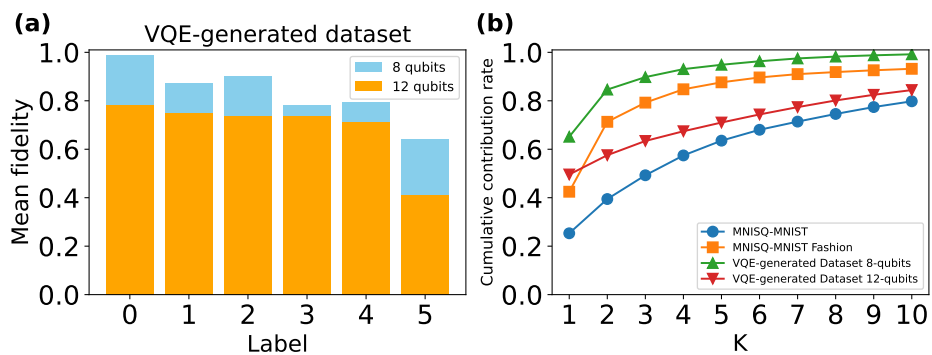 (a)
VQE-generated dataset
Mean fidelity
1.0
0.8
0.6
0.4
0.2
0.0
8 qubits
12 qubits
0 1 2 3 4 5
Label
(b)
Cumulative contribution rate
1.0
0.8
0.6
0.4
0.2
0.0
MNISQ-MNIST
MNISQ-MNIST Fashion
VQE-generated Dataset 8-qubits
VQE-generated Dataset 12-qubits
1 2 3 4 5 6 7 8 9 10
K